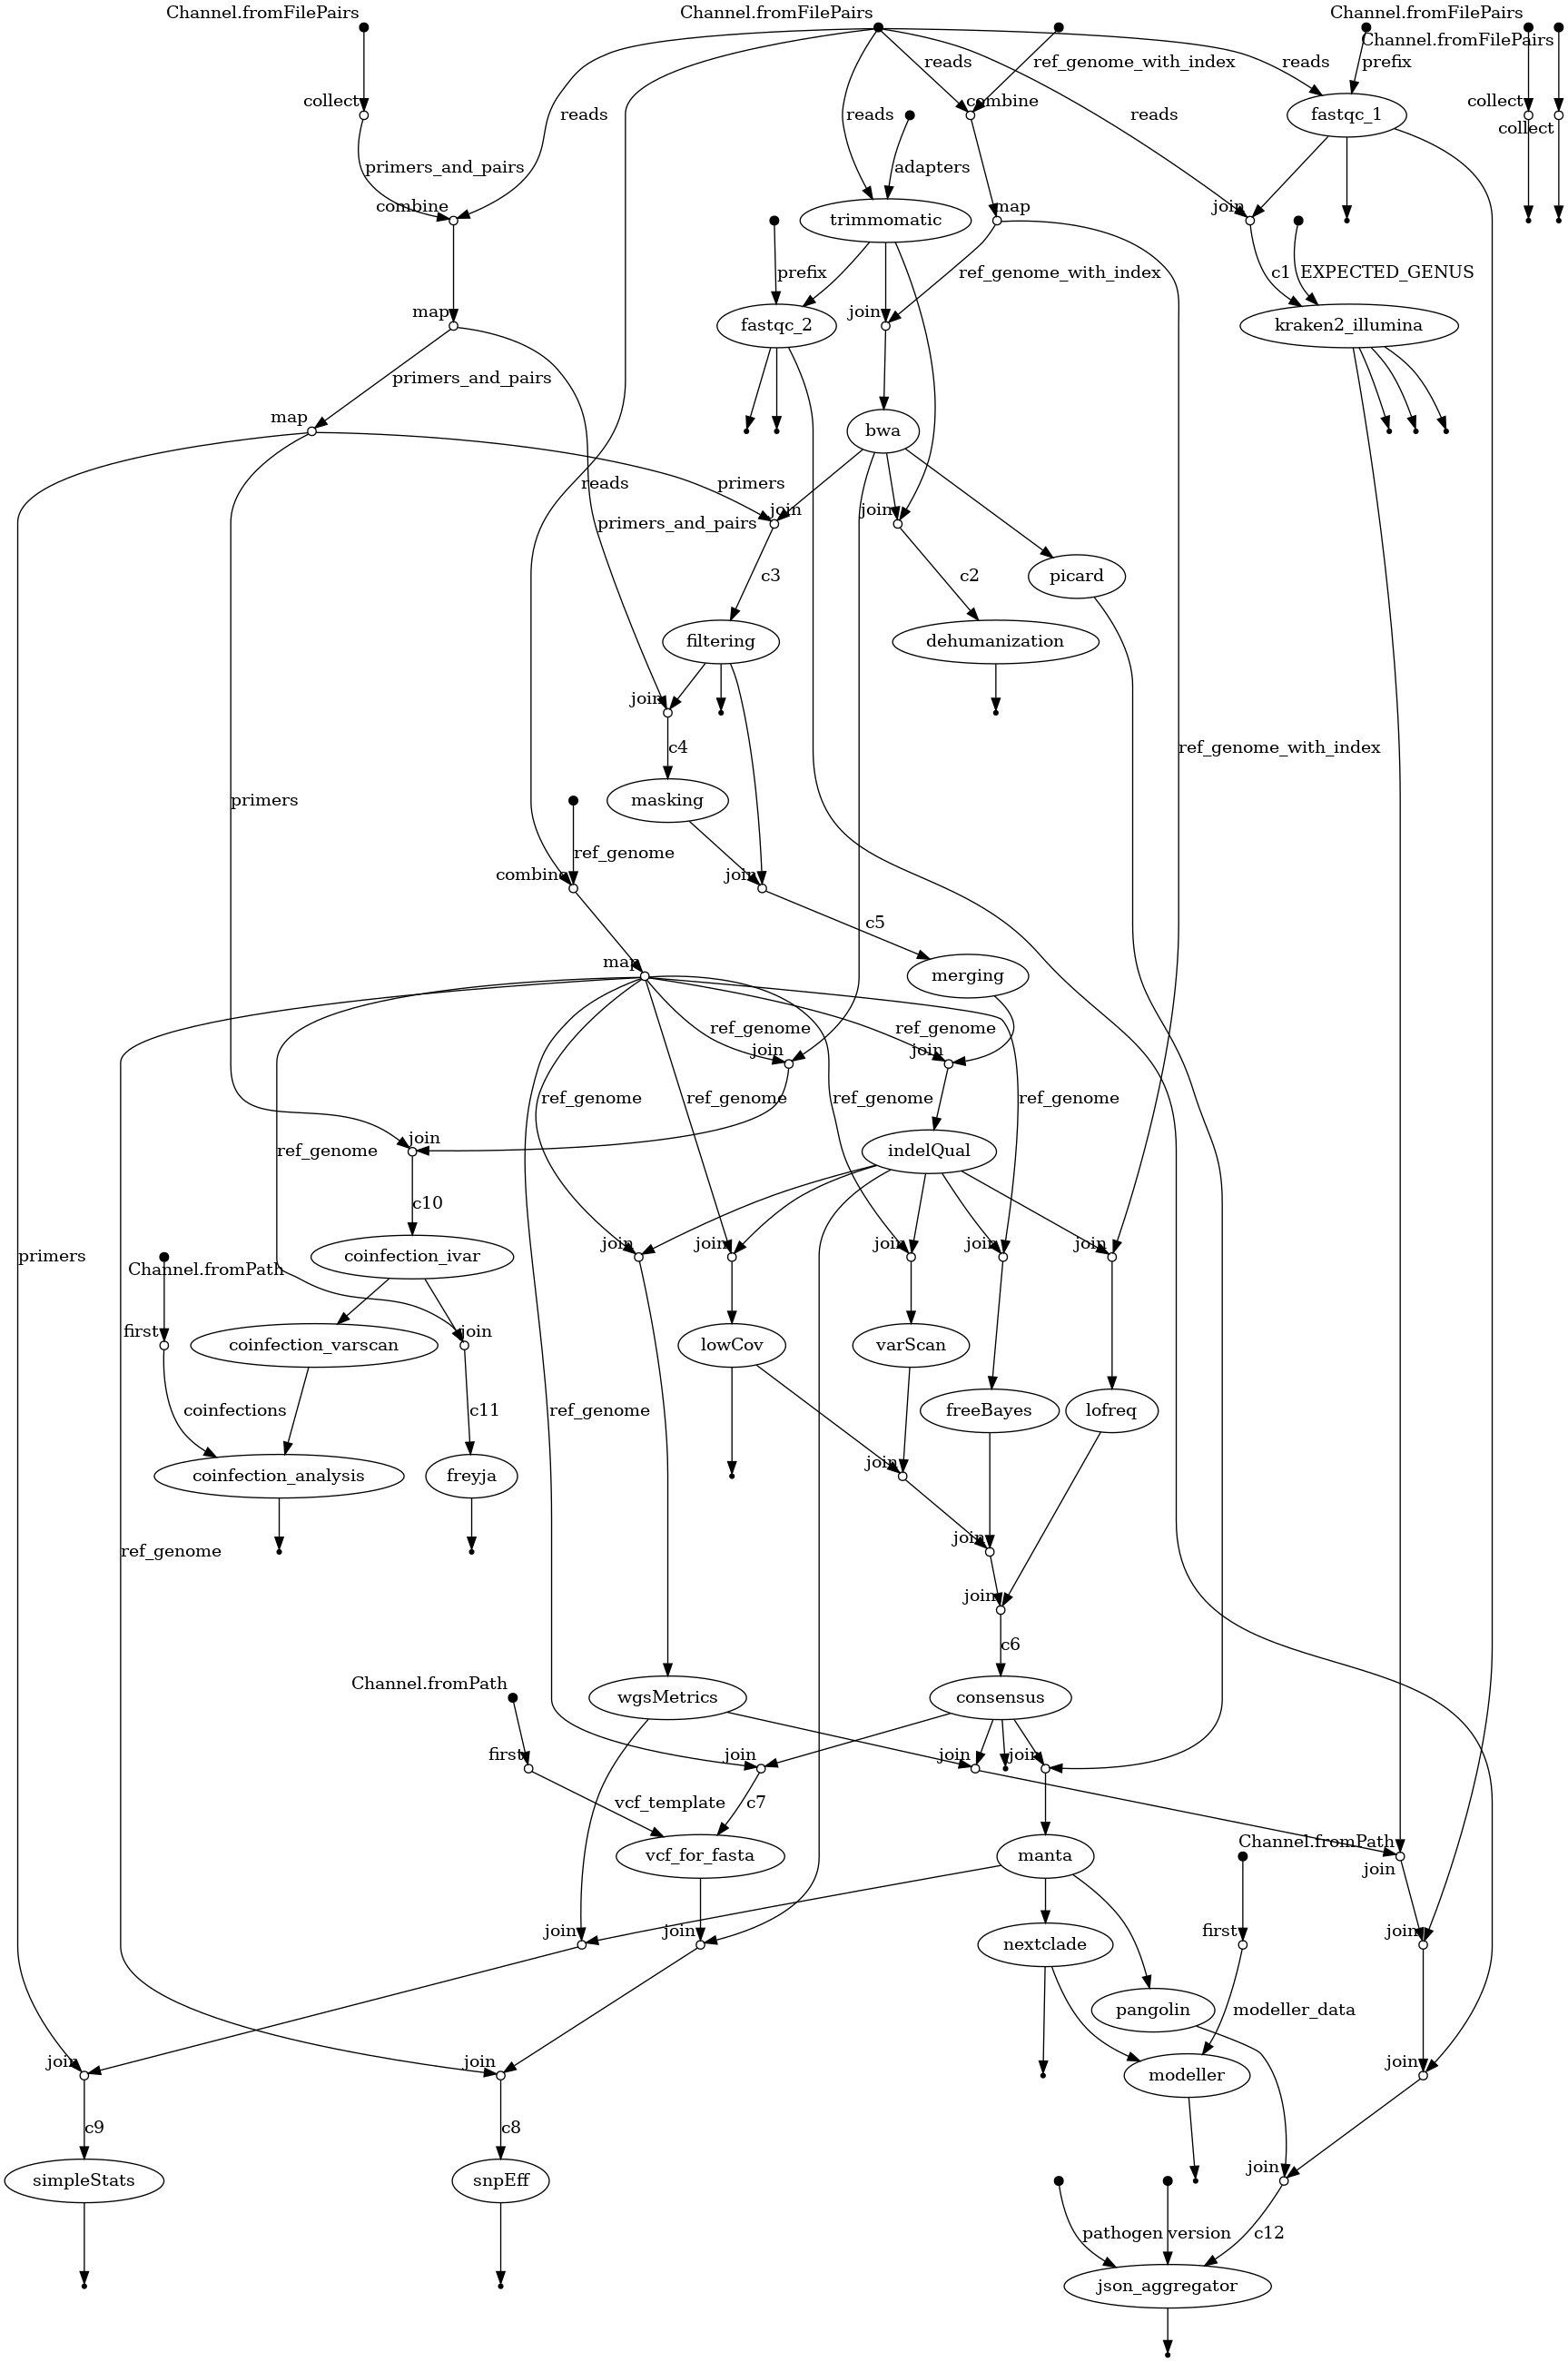 Channel.fromFilePairs
Channel.fromFilePairs
Channel.fromFilePairs
Channel.fromFilePairs
reads
ref_genome_with_index
reads
prefix
collect
combine
collect
reads
reads
reads
fastqc_1
collect
primers_and_pairs
adapters
combine
trimmomatic
map
join
prefix
ref_genome_with_index
c1
EXPECTED_GENUS
map
fastqc_2
join
kraken2_illumina
primers_and_pairs
map
bwa
reads
primers
primers_and_pairs
join
join
c3
c2
picard
filtering
dehumanization
join
c4
ref_genome_with_index
primers
masking
ref_genome
combine
join
c5
map
merging
ref_genome
ref_genome
join
join
ref_genome
ref_genome
ref_genome
ref_genome
join
ref_genome
indelQual
c10
primers
coinfection_ivar
join
join
join
join
join
Channel.fromPath
first
coinfection_varscan
join
lowCov
varScan
coinfections
c11
ref_genome
freeBayes
lofreq
coinfection_analysis
freyja
join
ref_genome
join
join
c6
Channel.fromPath
wgsMetrics
consensus
first
join
join
join
vcf_template
c7
vcf_for_fasta
manta
Channel.fromPath
join
join
join
nextclade
first
join
pangolin
modeller_data
join
join
modeller
join
c9
c8
simpleStats
snpEff
join
pathogen
version
c12
json_aggregator